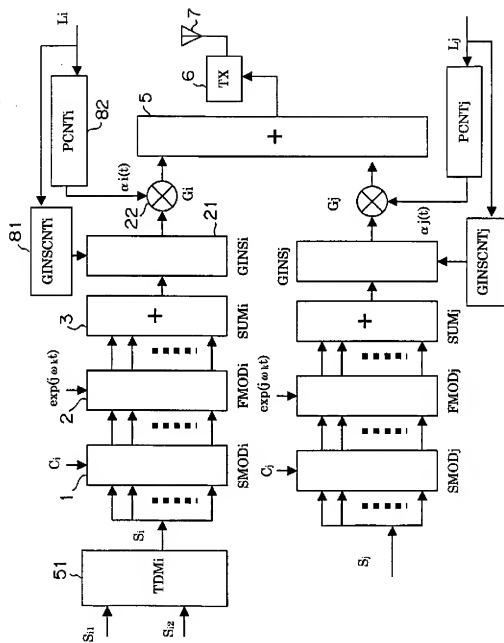 Si1
Si2
51
TDMi
Si
Ci
1
SMODi
exp(jωkt)
2
FMODi
3
+
SUMi
81
GINSCNTi
GINSi
21
22
Gi
αi(t)
PCNTi
82
Li
5
+
6
TX
7
Sj
Cj
SMODj
exp(jωkt)
FMODj
+
SUMj
GINSj
Gj
αj(t)
GINSCNTj
PCNTj
Lj